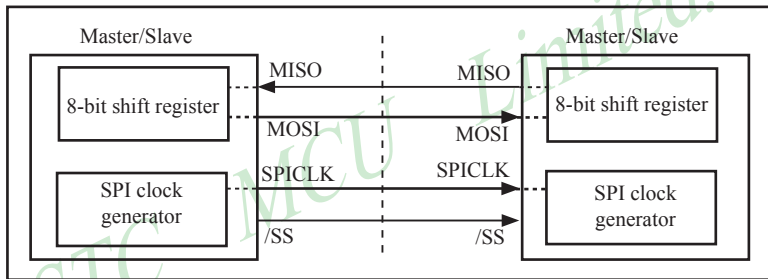 Master/Slave
Master/Slave
MISO
MISO
8-bit shift register
8-bit shift register
MOSI
MOSI
SPICLK
SPICLK
SPI clock
generator
SPI clock
generator
/SS
/SS
STC MCU Limited.